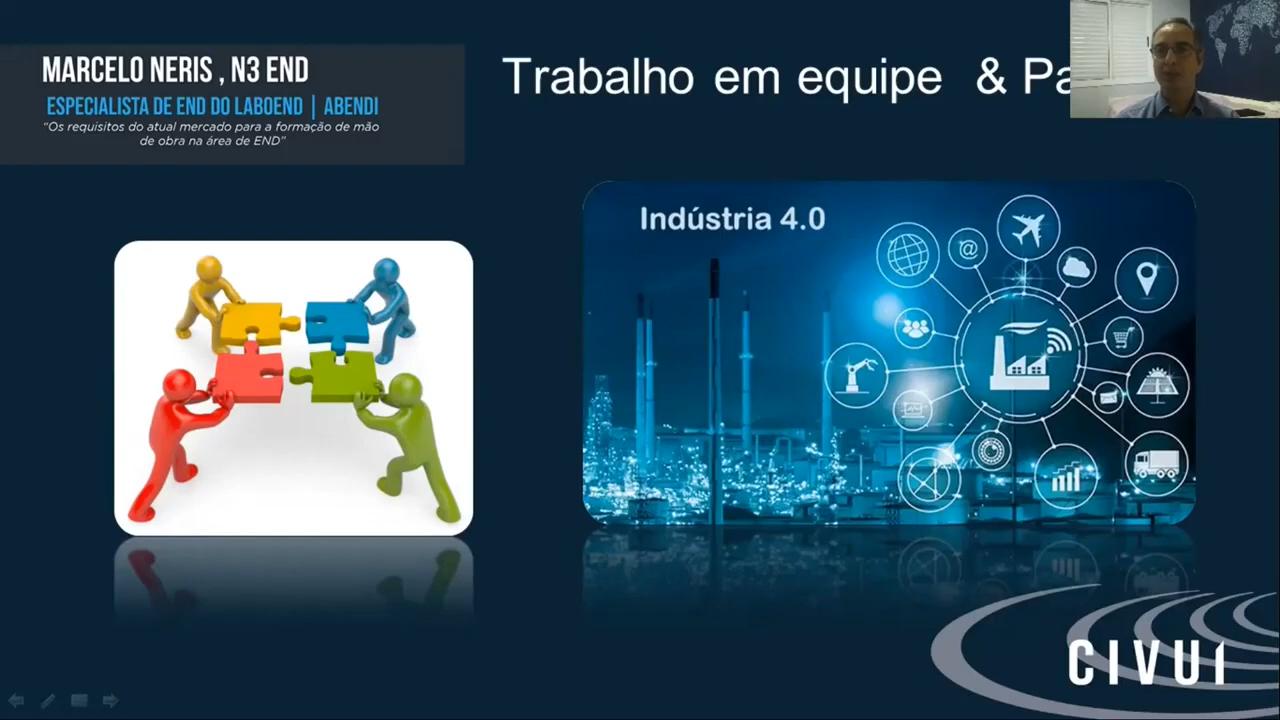 MARCELO NERIS , N3 END
ESPECIALISTA DE END DO LABOEND | ABENDI
"Os requisitos do atual mercado para a formação de mão
de obra na área de END"
Trabalho em equipe & Pa
Indústria 4.0
@
CIVUI